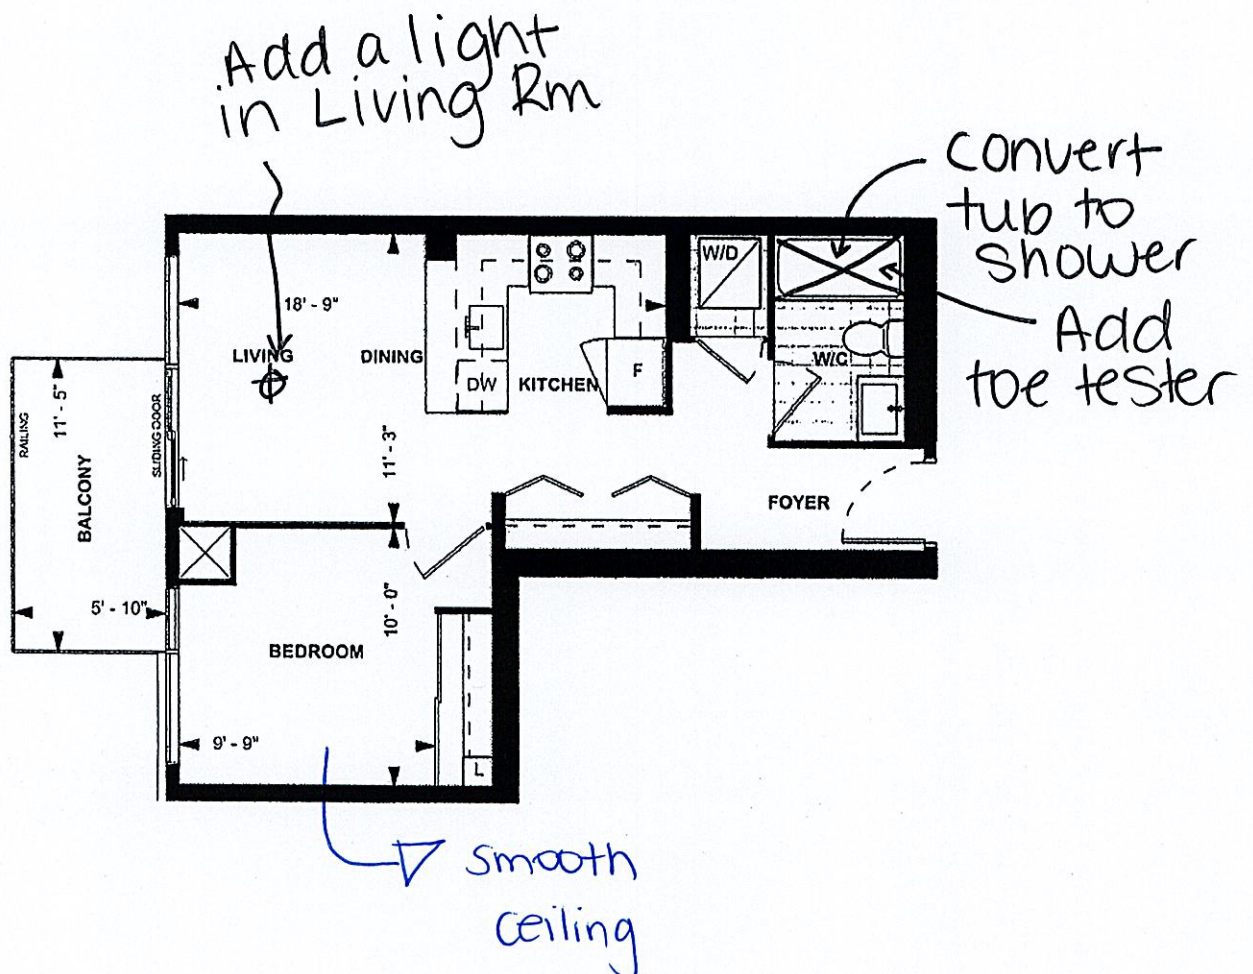 Add a light
in Living Rm
convert
tub to
shower
Add
toe tester
W/D
18' - 9"
LIVING
DINING
DW
KITCHEN
F
W/C
RAILING
11' - 5"
BALCONY
SLIDING DOOR
11' - 3"
FOYER
5' - 10"
10' - 0"
BEDROOM
9' - 9"
L
smooth
ceiling